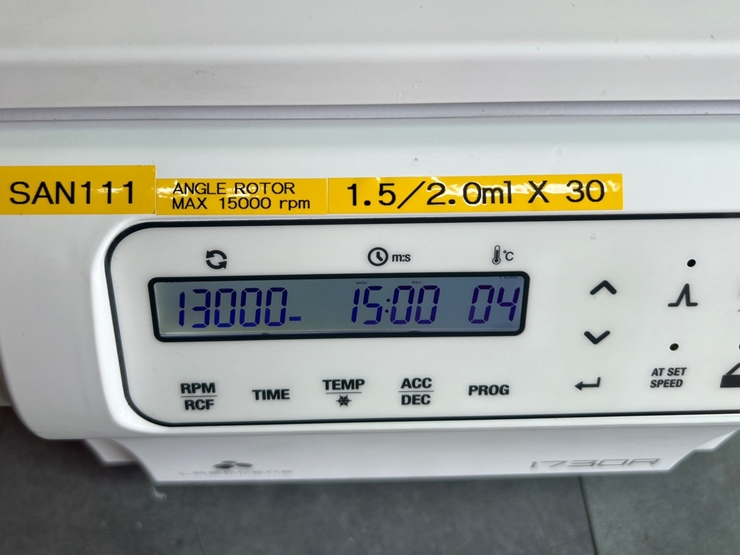 SAN111
ANGLE ROTOR
MAX 15000 rpm
1.5/2.0ml X 30
m:s
°C
13000
15:00
04
RPM
RCF
TIME
TEMP
ACC
DEC
PROG
AT SET
SPEED
1730R